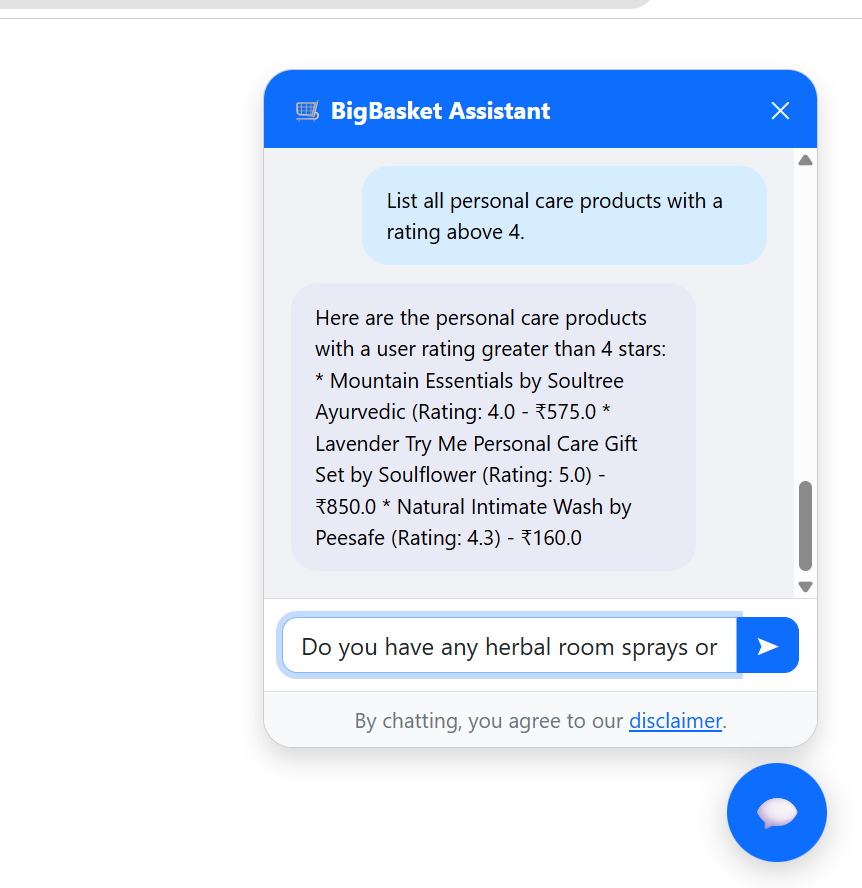 BigBasket Assistant
List all personal care products with a
rating above 4.
Here are the personal care products
with a user rating greater than 4 stars:
* Mountain Essentials by Soultree
Ayurvedic (Rating: 4.0 - ₹575.0 *
Lavender Try Me Personal Care Gift
Set by Soulflower (Rating: 5.0) -
₹850.0 * Natural Intimate Wash by
Peesafe (Rating: 4.3) - ₹160.0
Do you have any herbal room sprays or
By chatting, you agree to our disclaimer.